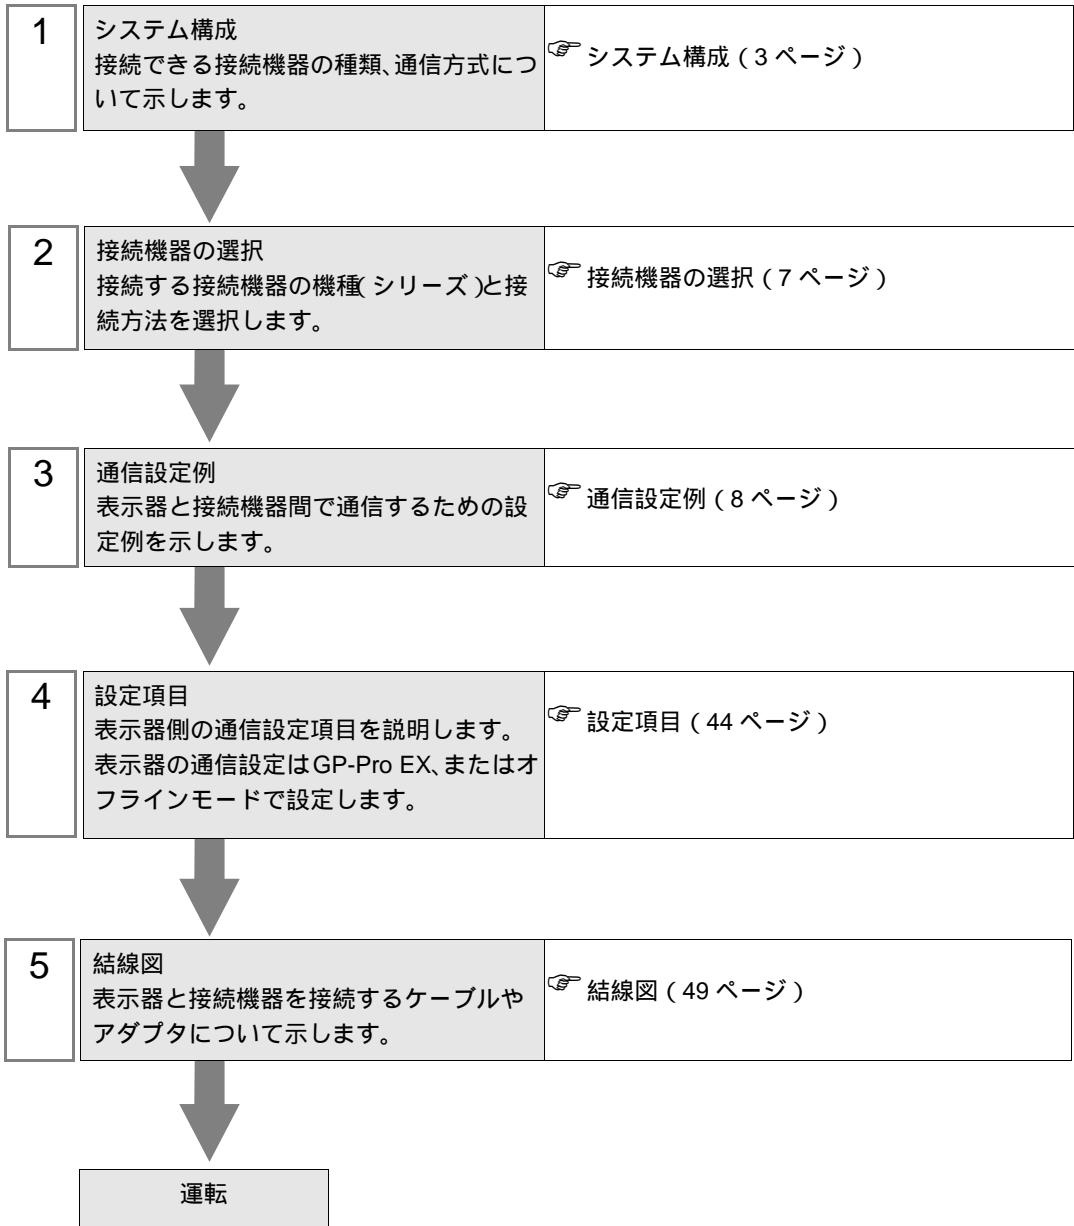 1
システム構成
接続できる接続機器の種類、通信方式につ
いて示します。
☞ システム構成 ( 3 ページ )
2
接続機器の選択
接続する接続機器の機種( シリーズ )と接
続方法を選択します。
☞ 接続機器の選択 ( 7 ページ )
3
通信設定例
表示器と接続機器間で通信するための設
定例を示します。
☞ 通信設定例 ( 8 ページ )
4
設定項目
表示器側の通信設定項目を説明します。
表示器の通信設定はGP-Pro EX、またはオ
フラインモードで設定します。
☞ 設定項目 ( 44 ページ )
5
結線図
表示器と接続機器を接続するケーブルや
アダプタについて示します。
☞ 結線図 ( 49 ページ )
運転